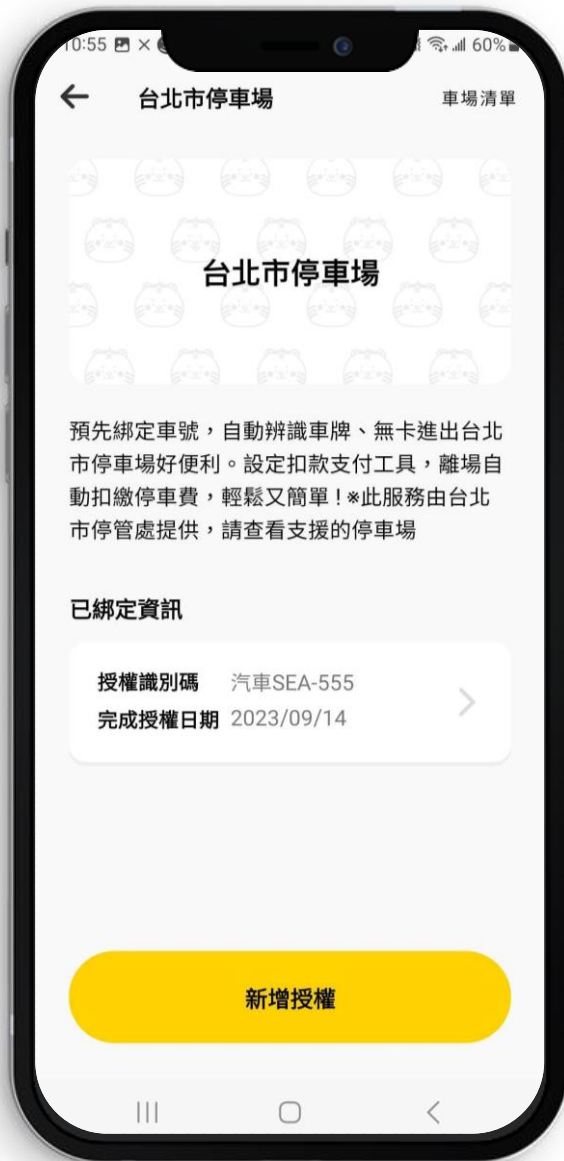 10:55 60%
台北市停車場 車場清單
台北市停車場
預先綁定車號，自動辨識車牌、無卡進出台北
市停車場好便利。設定扣款支付工具，離場自
動扣繳停車費，輕鬆又簡單！※此服務由台北
市停管處提供，請查看支援的停車場
已綁定資訊
授權識別碼 汽車SEA-555
完成授權日期 2023/09/14
新增授權